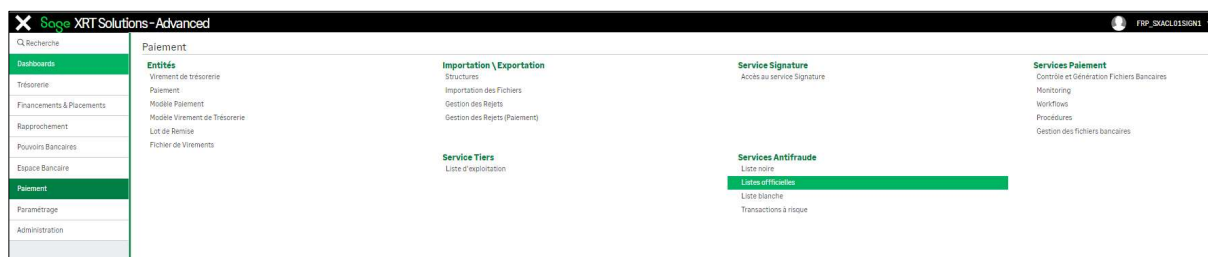 Sage XRT Solutions-Advanced
FRP_SXACL01SIGN1
Recherche
Dashboards
Trésorerie
Financements & Placements
Rapprochement
Pouvoirs Bancaires
Espace Bancaire
Paiement
Paramétrage
Administration
Paiement
Entités
Virement de trésorerie
Paiement
Modèle Paiement
Modèle Virement de Trésorerie
Lot de Remise
Fichier de Virements
Importation \ Exportation
Structures
Importation des Fichiers
Gestion des Rejets
Gestion des Rejets (Paiement)
Service Tiers
Liste d'exploitation
Service Signature
Accès au service Signature
Services Antifraude
Liste noire
Listes offficielles
Liste blanche
Transactions à risque
Services Paiement
Contrôle et Génération Fichiers Bancaires
Monitoring
Workflows
Procédures
Gestion des fichiers bancaires